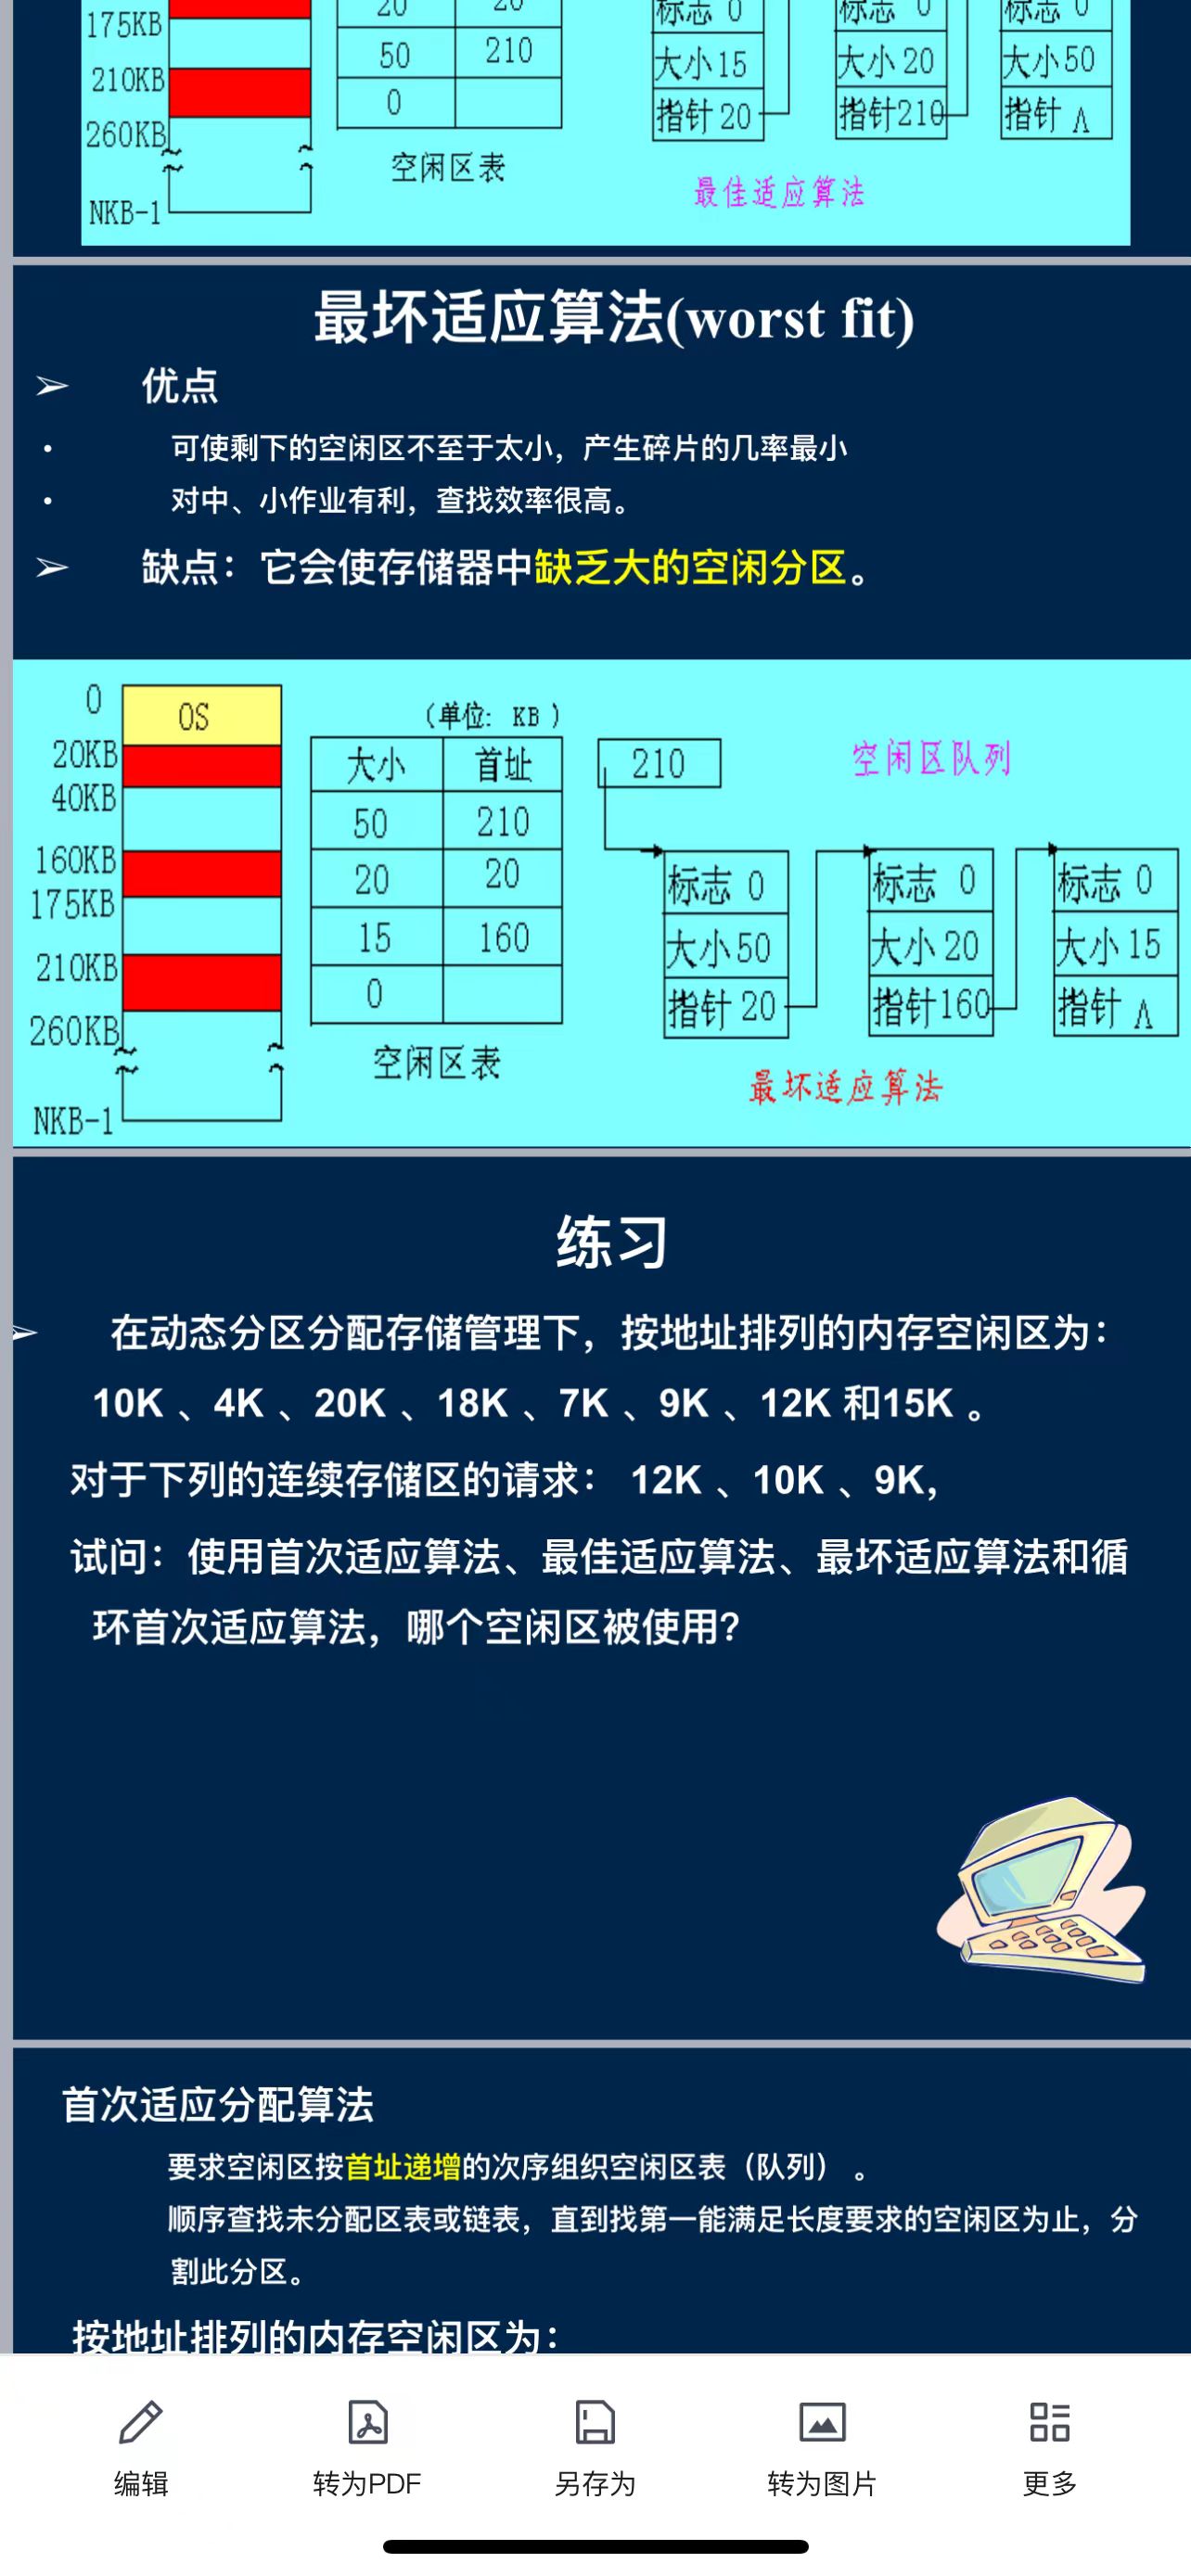 175KB
210KB
260KB
NKB-1
20 20
50 210
0
空闲区表
标志 0
大小15
指针 20
标志 0
大小 20
指针210
标志 0
大小50
指针 Λ
最佳适应算法
最坏适应算法(worst fit)
➢ 优点
• 可使剩下的空闲区不至于太小，产生碎片的几率最小
• 对中、小作业有利，查找效率很高。
➢ 缺点：它会使存储器中缺乏大的空闲分区。
0
OS
20KB
40KB
160KB
175KB
210KB
260KB
NKB-1
（单位: KB ）
大小 首址
50 210
20 20
15 160
0
空闲区表
210
空闲区队列
标志 0
大小50
指针 20
标志 0
大小 20
指针160
标志 0
大小 15
指针 Λ
最坏适应算法
练习
➢ 在动态分区分配存储管理下，按地址排列的内存空闲区为：
10K 、4K 、20K 、18K 、7K 、9K 、12K 和15K 。
对于下列的连续存储区的请求： 12K 、10K 、9K，
试问：使用首次适应算法、最佳适应算法、最坏适应算法和循
环首次适应算法，哪个空闲区被使用?
首次适应分配算法
要求空闲区按首址递增的次序组织空闲区表（队列） 。
顺序查找未分配区表或链表，直到找第一能满足长度要求的空闲区为止，分
割此分区。
按地址排列的内存空闲区为：
编辑
转为PDF
另存为
转为图片
更多